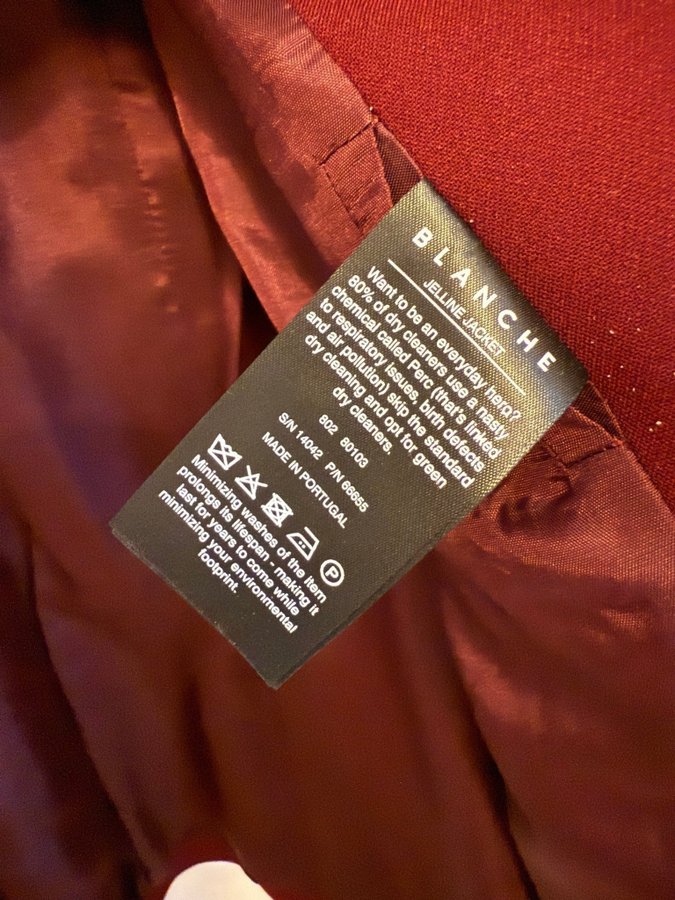 BLANCHE
JELLINE JACKET
Want to be an everyday hero?
80% of dry cleaners use a nasty
chemical called Perc (that's linked
to respiratory issues, birth defects
and air pollution) skip the standard
dry cleaning and opt for green
dry cleaners.
802 80103
S/N 14042 P/N 66655
MADE IN PORTUGAL
P
Minimizing washes of the item
prolongs its lifespan - making it
last for years to come while
minimizing your environmental
footprint.